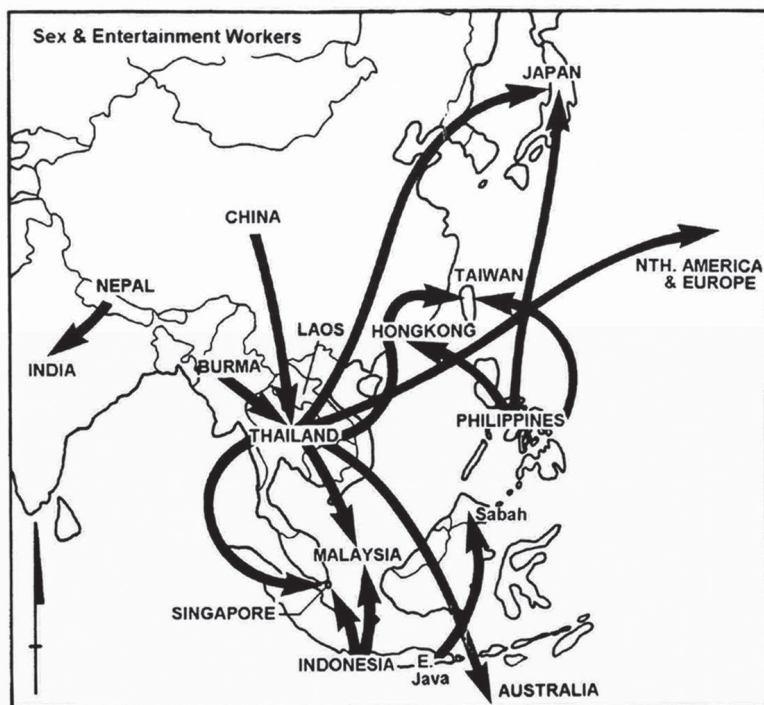 Sex & Entertainment Workers
JAPAN
CHINA
NTH. AMERICA
& EUROPE
TAIWAN
NEPAL
LAOS
HONGKONG
INDIA
BURMA
PHILIPPINES
THAILAND
Sabah
MALAYSIA
SINGAPORE
INDONESIA
E.
Java
AUSTRALIA